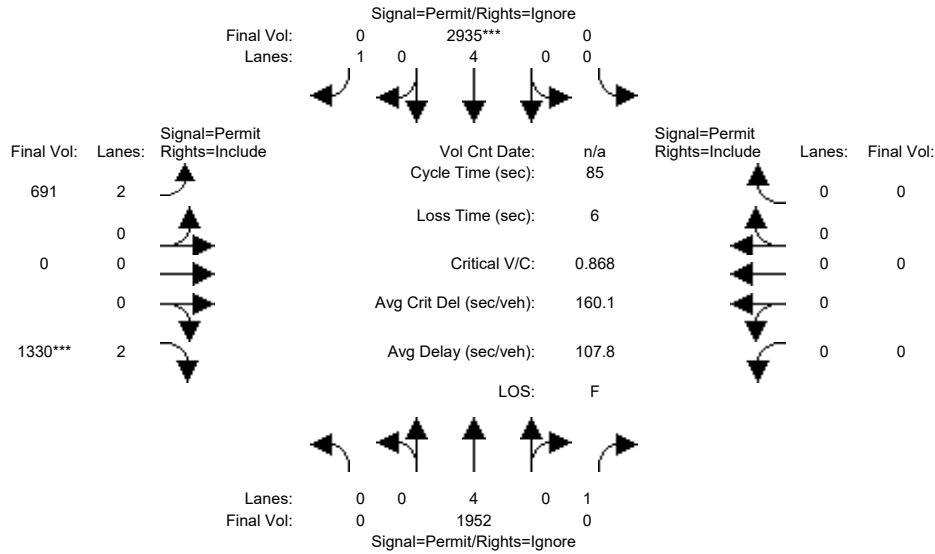 Signal=Permit/Rights=Ignore
Final Vol: 0 2935*** 0
Lanes: 1 0 4 0 0
Signal=Permit
Final Vol: Lanes: Rights=Include
Vol Cnt Date: n/a
Signal=Permit
Rights=Include Lanes: Final Vol:
Cycle Time (sec): 85
691 2
0 0
Loss Time (sec): 6
0
0
0 0
Critical V/C: 0.868
0 0
0
Avg Crit Del (sec/veh): 160.1
0
1330*** 2
Avg Delay (sec/veh): 107.8
0 0
LOS: F
Lanes: 0 0 4 0 1
Final Vol: 0 1952 0
Signal=Permit/Rights=Ignore